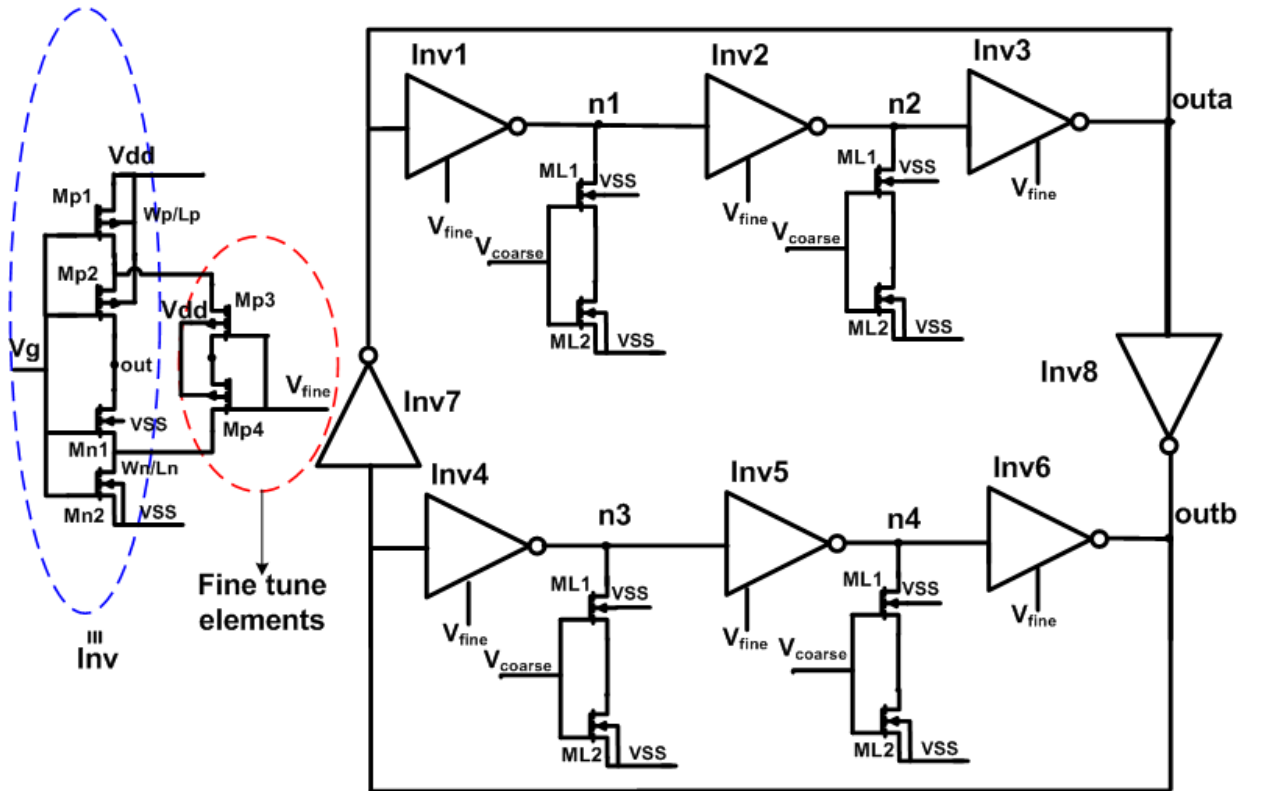 Vdd
Mp1
Wp/Lp
Mp2
Vdd
Mp3
Vg
out
Vfine
VSS
Mp4
Mn1
Wn/Ln
Mn2
VSS
Fine tune
elements
Inv
Inv1
n1
Inv2
n2
Inv3
outa
ML1
VSS
Vfine
Vcoarse
ML2
VSS
ML1
VSS
Vfine
Vcoarse
ML2
VSS
Vfine
Inv7
Inv8
Inv4
n3
Inv5
n4
Inv6
outb
ML1
VSS
Vfine
Vcoarse
ML2
VSS
ML1
VSS
Vfine
Vcoarse
ML2
VSS
Vfine